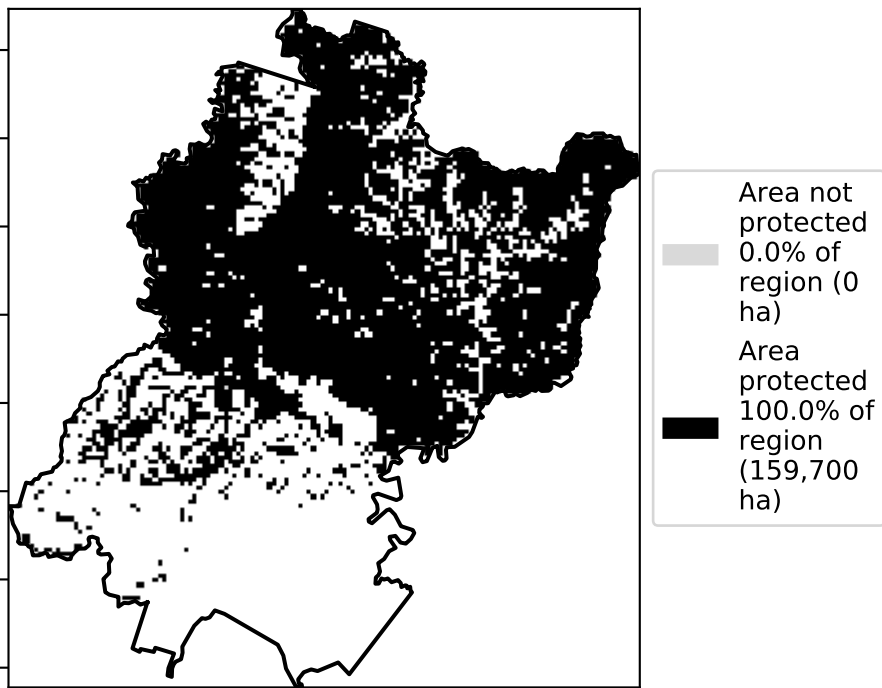 Area not
protected
0.0% of
region (0
ha)
Area
protected
100.0% of
region
(159,700
ha)